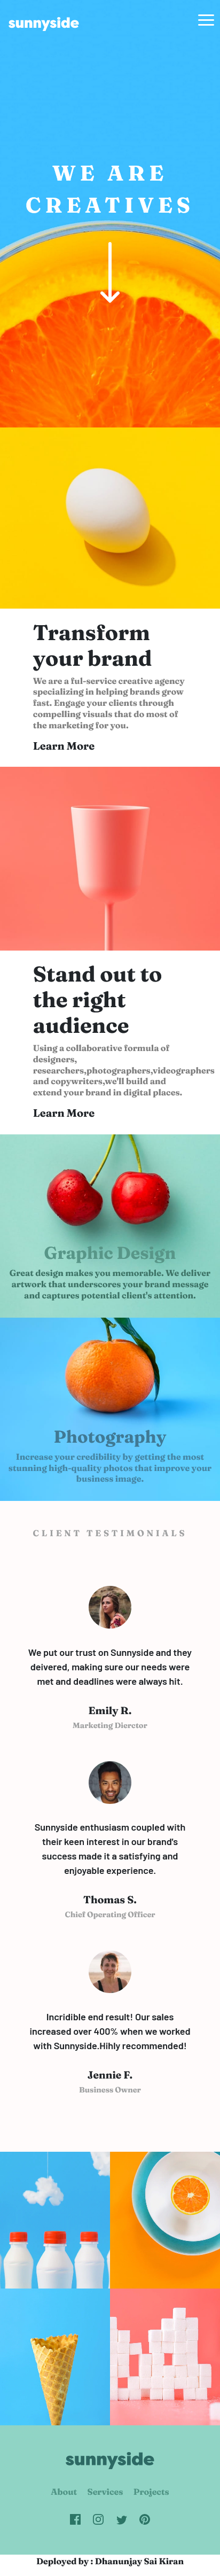 sunnyside
WE ARE
CREATIVES
Transform
your brand
We are a ful-service creative agency
specializing in helping brands grow
fast. Engage your clients through
compelling visuals that do most of
the marketing for you.
Learn More
Stand out to
the right
audience
Using a collaborative formula of
designers,
researchers,photographers,videographers
and copywriters,we'll build and
extend your brand in digital places.
Learn More
Graphic Design
Great design makes you memorable. We deliver
artwork that underscores your brand message
and captures potential client's attention.
Photography
Increase your credibility by getting the most
stunning high-quality photos that improve your
business image.
CLIENT TESTIMONIALS
We put our trust on Sunnyside and they
deivered, making sure our needs were
met and deadlines were always hit.
Emily R.
Marketing Dierctor
Sunnyside enthusiasm coupled with
their keen interest in our brand's
success made it a satisfying and
enjoyable experience.
Thomas S.
Chief Operating Officer
Incridible end result! Our sales
increased over 400% when we worked
with Sunnyside.Hihly recommended!
Jennie F.
Business Owner
sunnyside
About Services Projects
Deployed by : Dhanunjay Sai Kiran